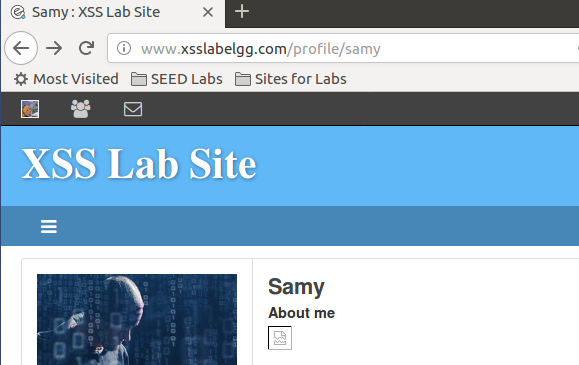 Samy : XSS Lab Site
www.xsslabelgg.com/profile/samy
Most Visited SEED Labs Sites for Labs
XSS Lab Site
Samy
About me